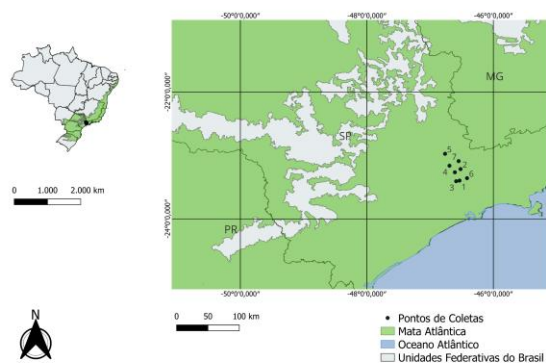 -50°0'0,000"
-48°0'0,000"
-46°0'0,000"
MG
-22°0'0,000"
SP
5
7
2
4
6
3
1
PR
-24°0'0,000"
0
1.000
2.000 km
-50°0'0,000"
-48°0'0,000"
-46°0'0,000"
0
50
100 km
N
Pontos de Coletas
Mata Atlântica
Oceano Atlântico
Unidades Federativas do Brasil